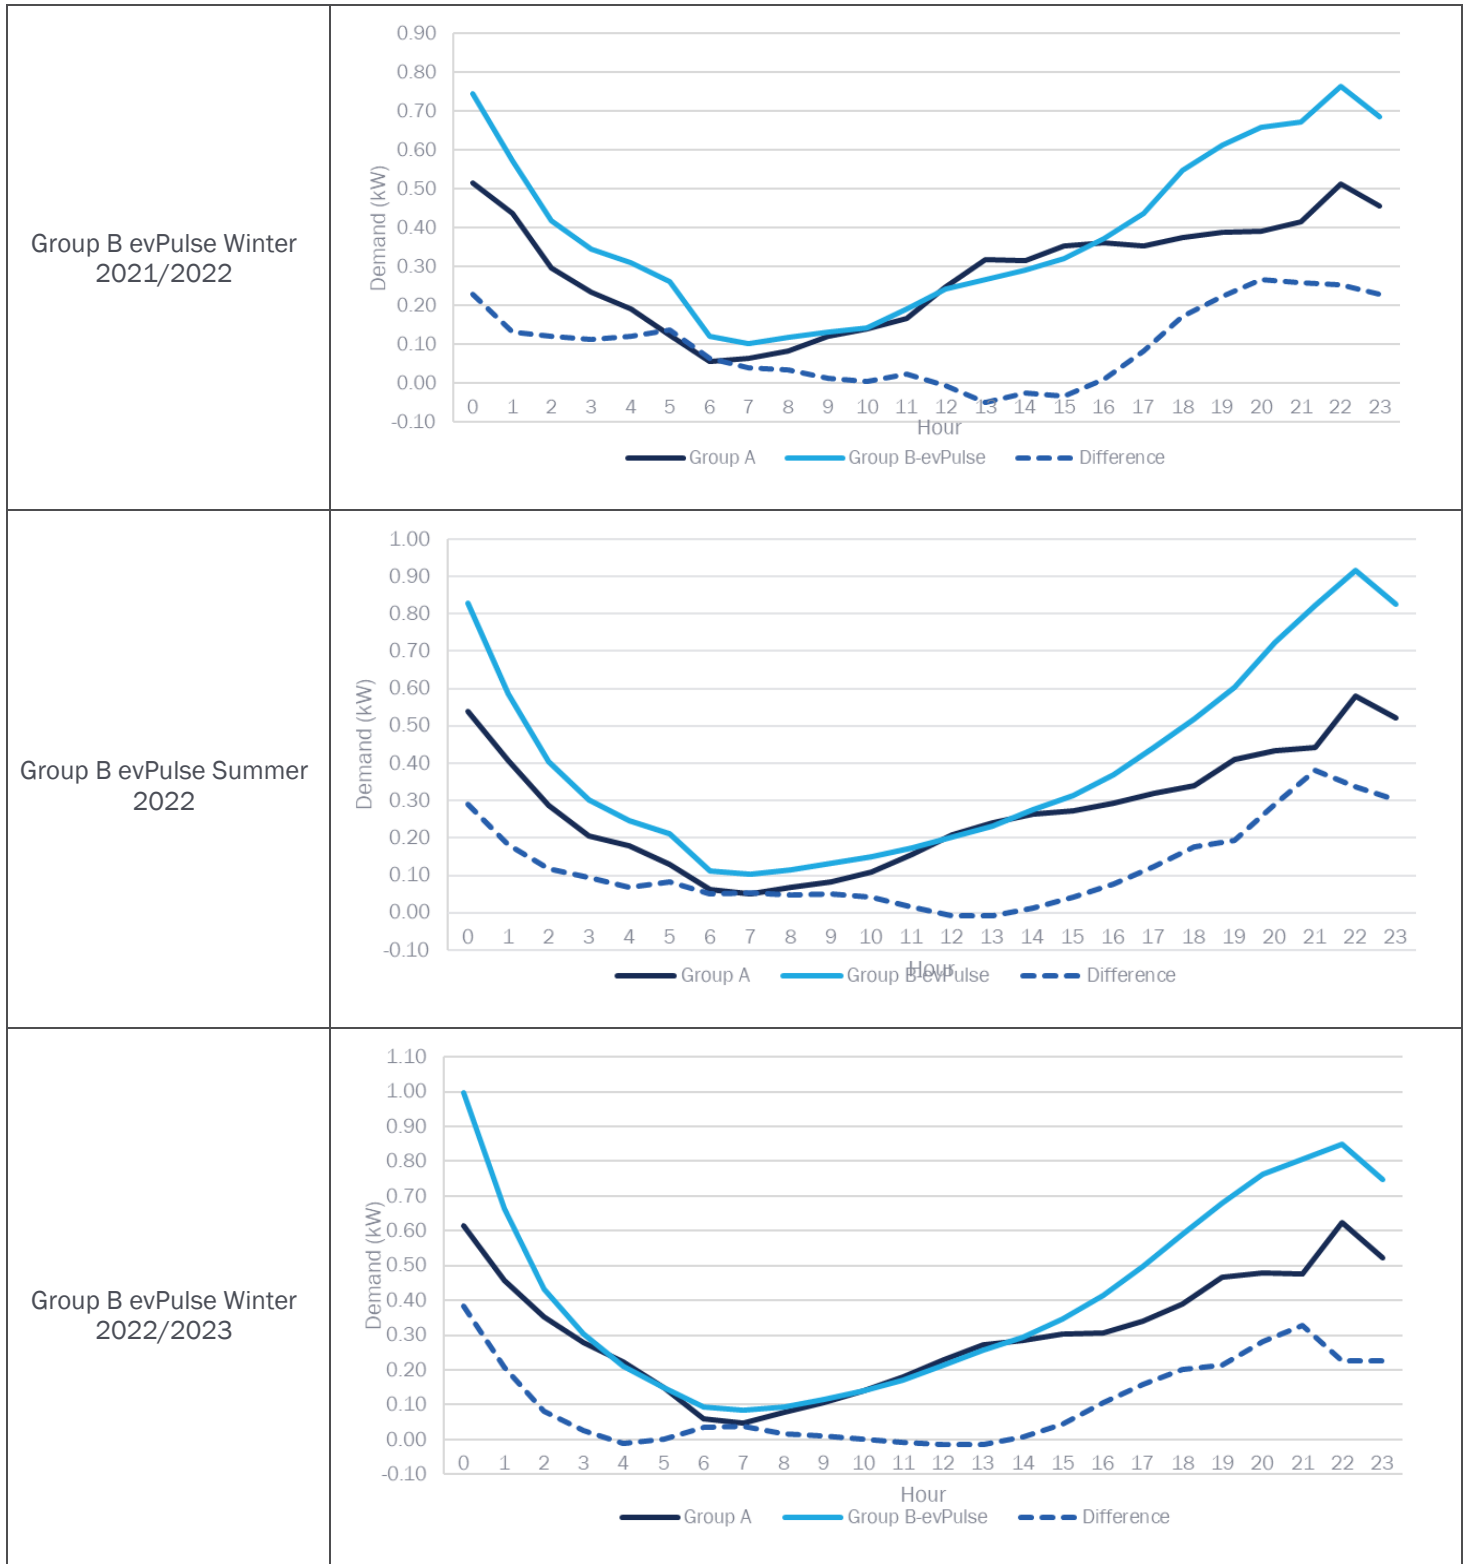 Group B evPulse Winter
2021/2022
0.90
0.80
0.70
0.60
0.50
0.40
0.30
0.20
0.10
0.00
-0.10
Demand (kW)
0 1 2 3 4 5 6 7 8 9 10 11 12 13 14 15 16 17 18 19 20 21 22 23
Hour
Group A Group B-evPulse Difference
Group B evPulse Summer
2022
1.00
0.90
0.80
0.70
0.60
0.50
0.40
0.30
0.20
0.10
0.00
-0.10
Demand (kW)
0 1 2 3 4 5 6 7 8 9 10 11 12 13 14 15 16 17 18 19 20 21 22 23
Hour
Group A Group B-evPulse Difference
Group B evPulse Winter
2022/2023
1.10
1.00
0.90
0.80
0.70
0.60
0.50
0.40
0.30
0.20
0.10
0.00
-0.10
Demand (kW)
0 1 2 3 4 5 6 7 8 9 10 11 12 13 14 15 16 17 18 19 20 21 22 23
Hour
Group A Group B-evPulse Difference